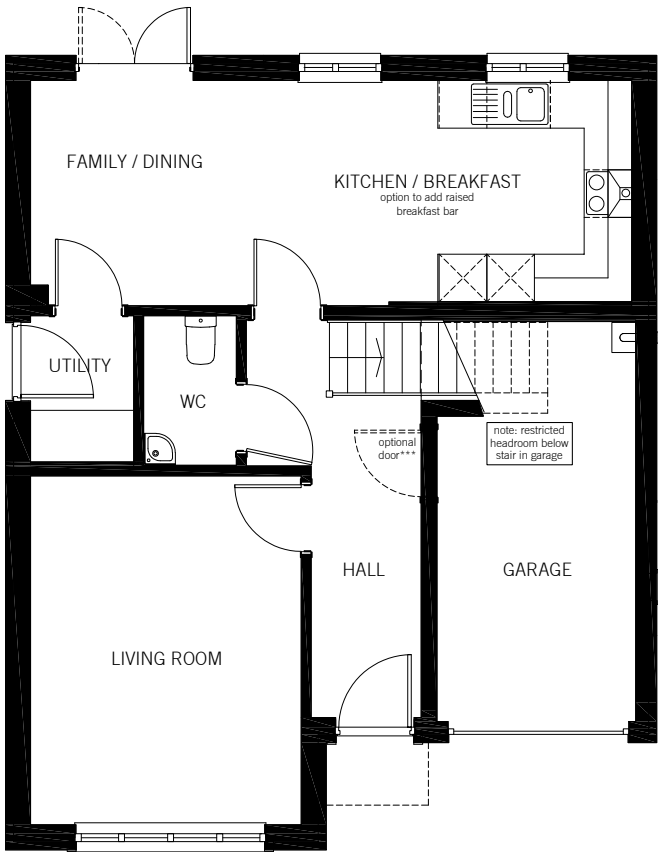 FAMILY / DINING
KITCHEN / BREAKFAST
option to add raised
breakfast bar
UTILITY
WC
optional
door***
note: restricted
headroom below
stair in garage
HALL
GARAGE
LIVING ROOM